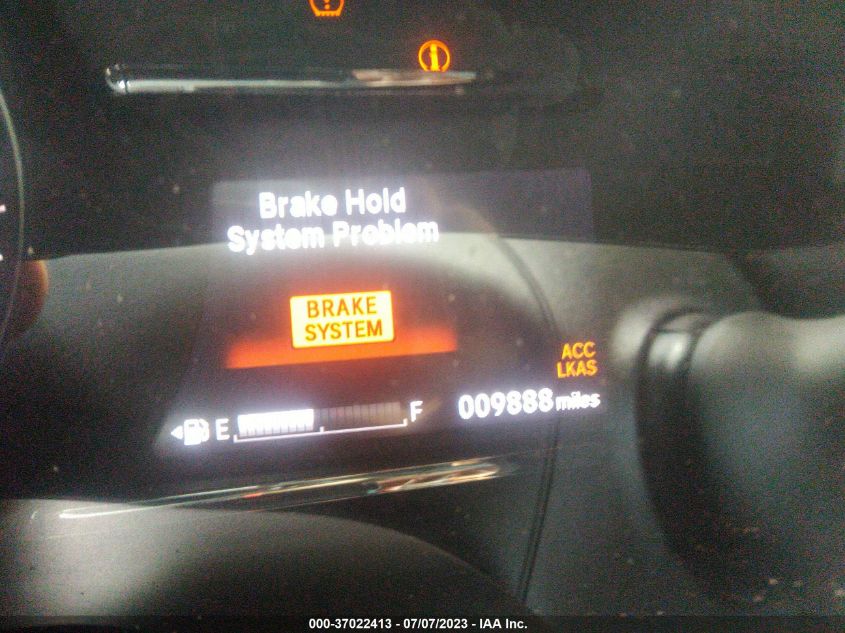 Brake Hold
System Problem
BRAKE
SYSTEM
ACC
LKAS
E
F
009888 miles
000-37022413 - 07/07/2023 - IAA Inc.